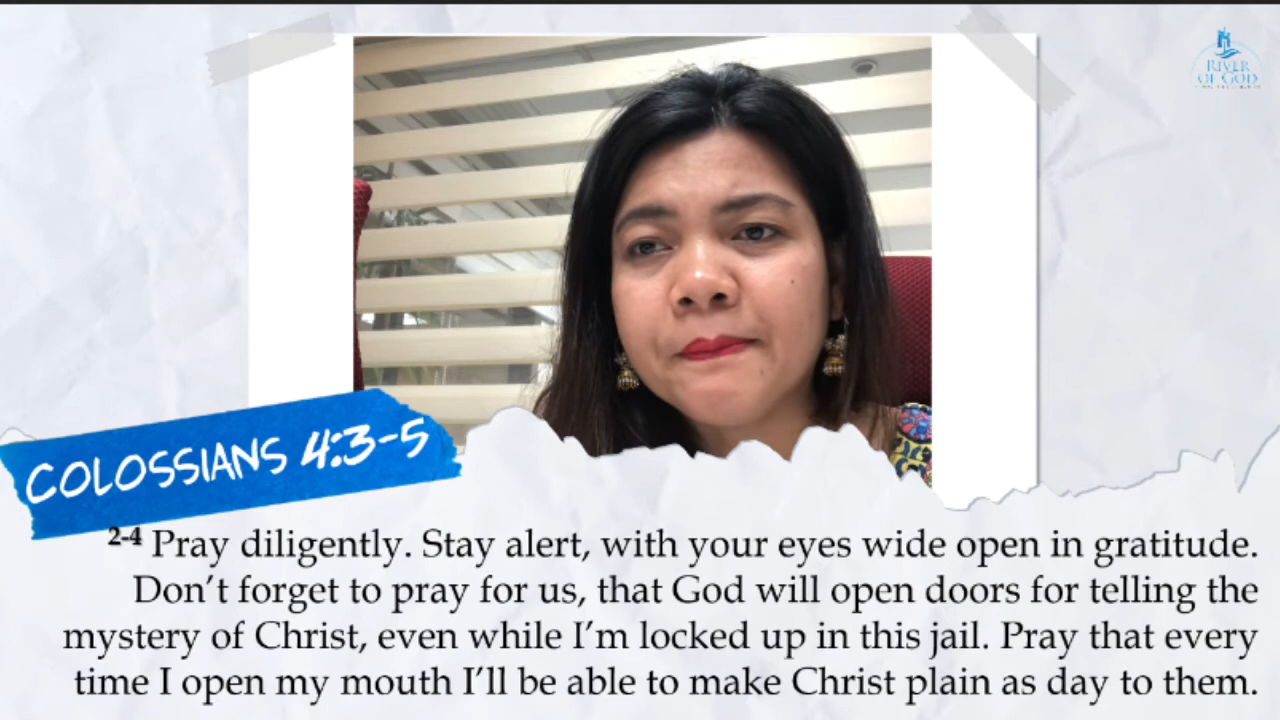 RIVER
OF GOD
COLOSSIANS 4:3-5
2-4 Pray diligently. Stay alert, with your eyes wide open in gratitude.
Don’t forget to pray for us, that God will open doors for telling the
mystery of Christ, even while I’m locked up in this jail. Pray that every
time I open my mouth I’ll be able to make Christ plain as day to them.